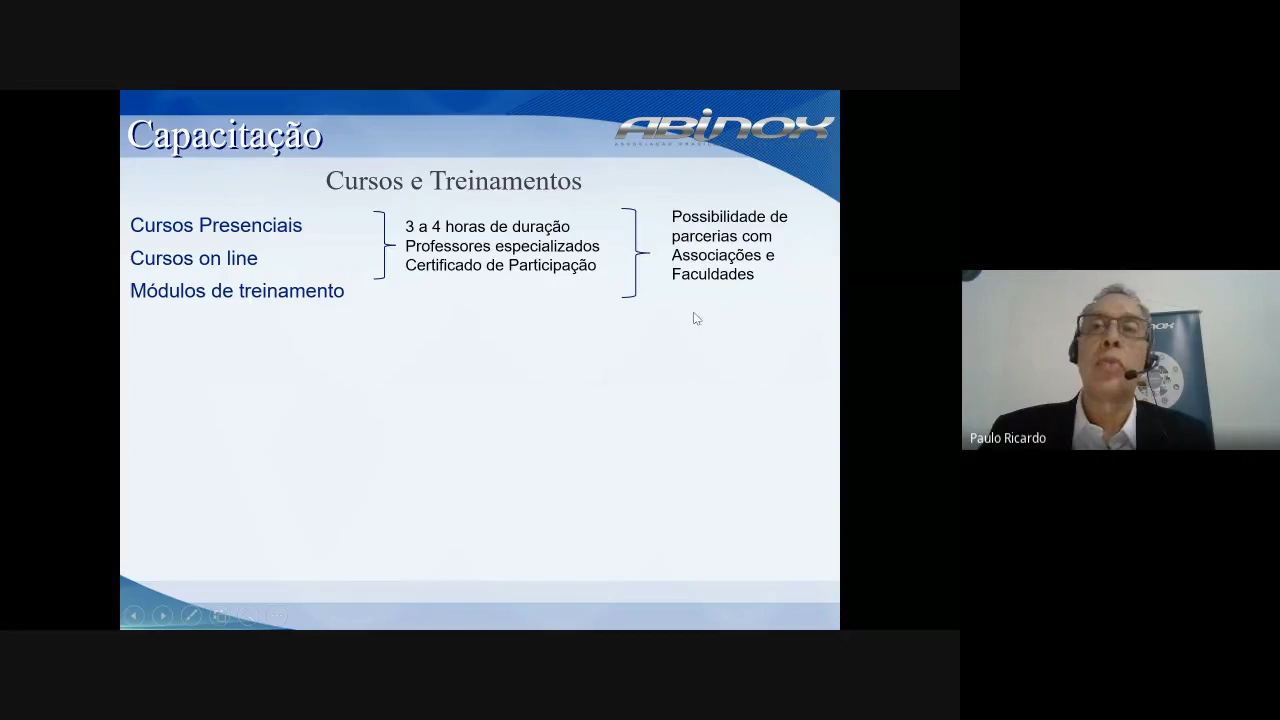 Capacitação
ABINOX
Cursos e Treinamentos
Cursos Presenciais
Cursos on line
Módulos de treinamento
3 a 4 horas de duração
Professores especializados
Certificado de Participação
Possibilidade de
parcerias com
Associações e
Faculdades
Paulo Ricardo